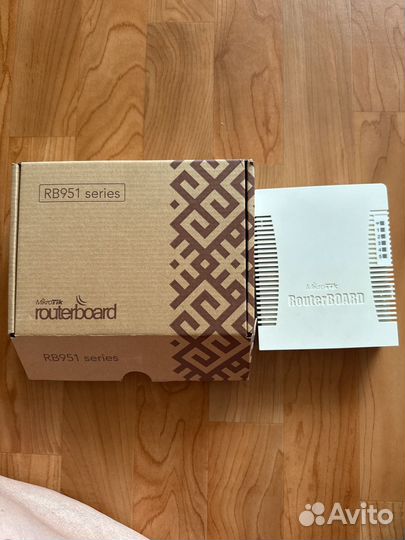 RB951 series
MikroTik
routerboard
RB951 series
MikroTik
RouterBOARD
Avito